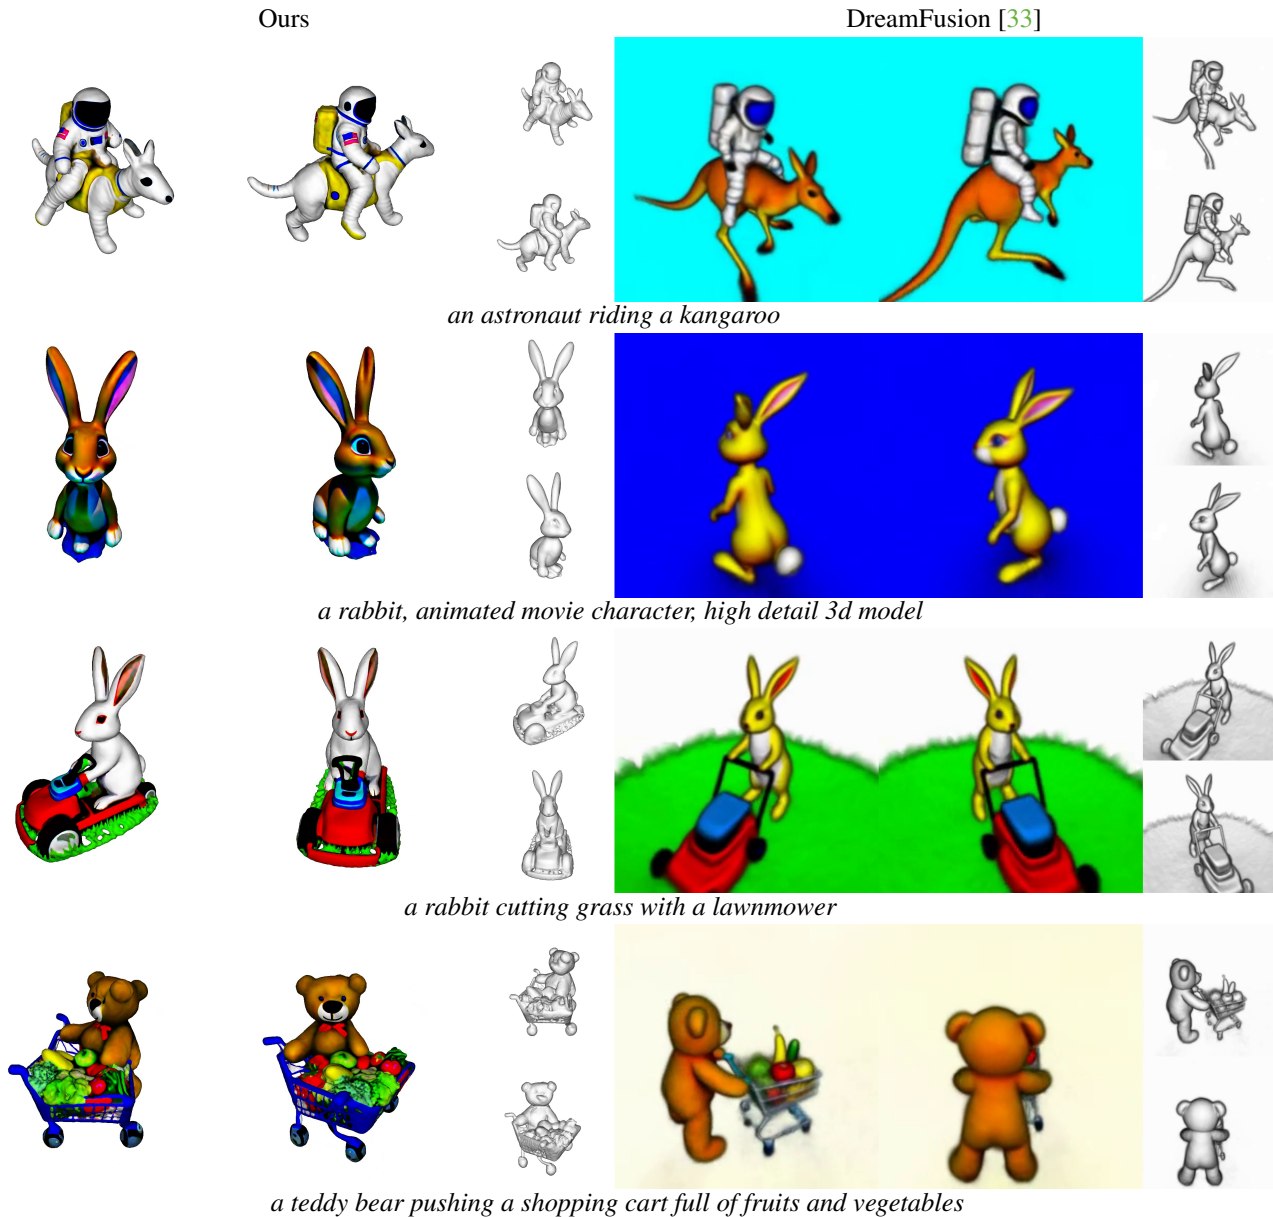 Ours
DreamFusion [33]
an astronaut riding a kangaroo
a rabbit, animated movie character, high detail 3d model
a rabbit cutting grass with a lawnmower
a teddy bear pushing a shopping cart full of fruits and vegetables